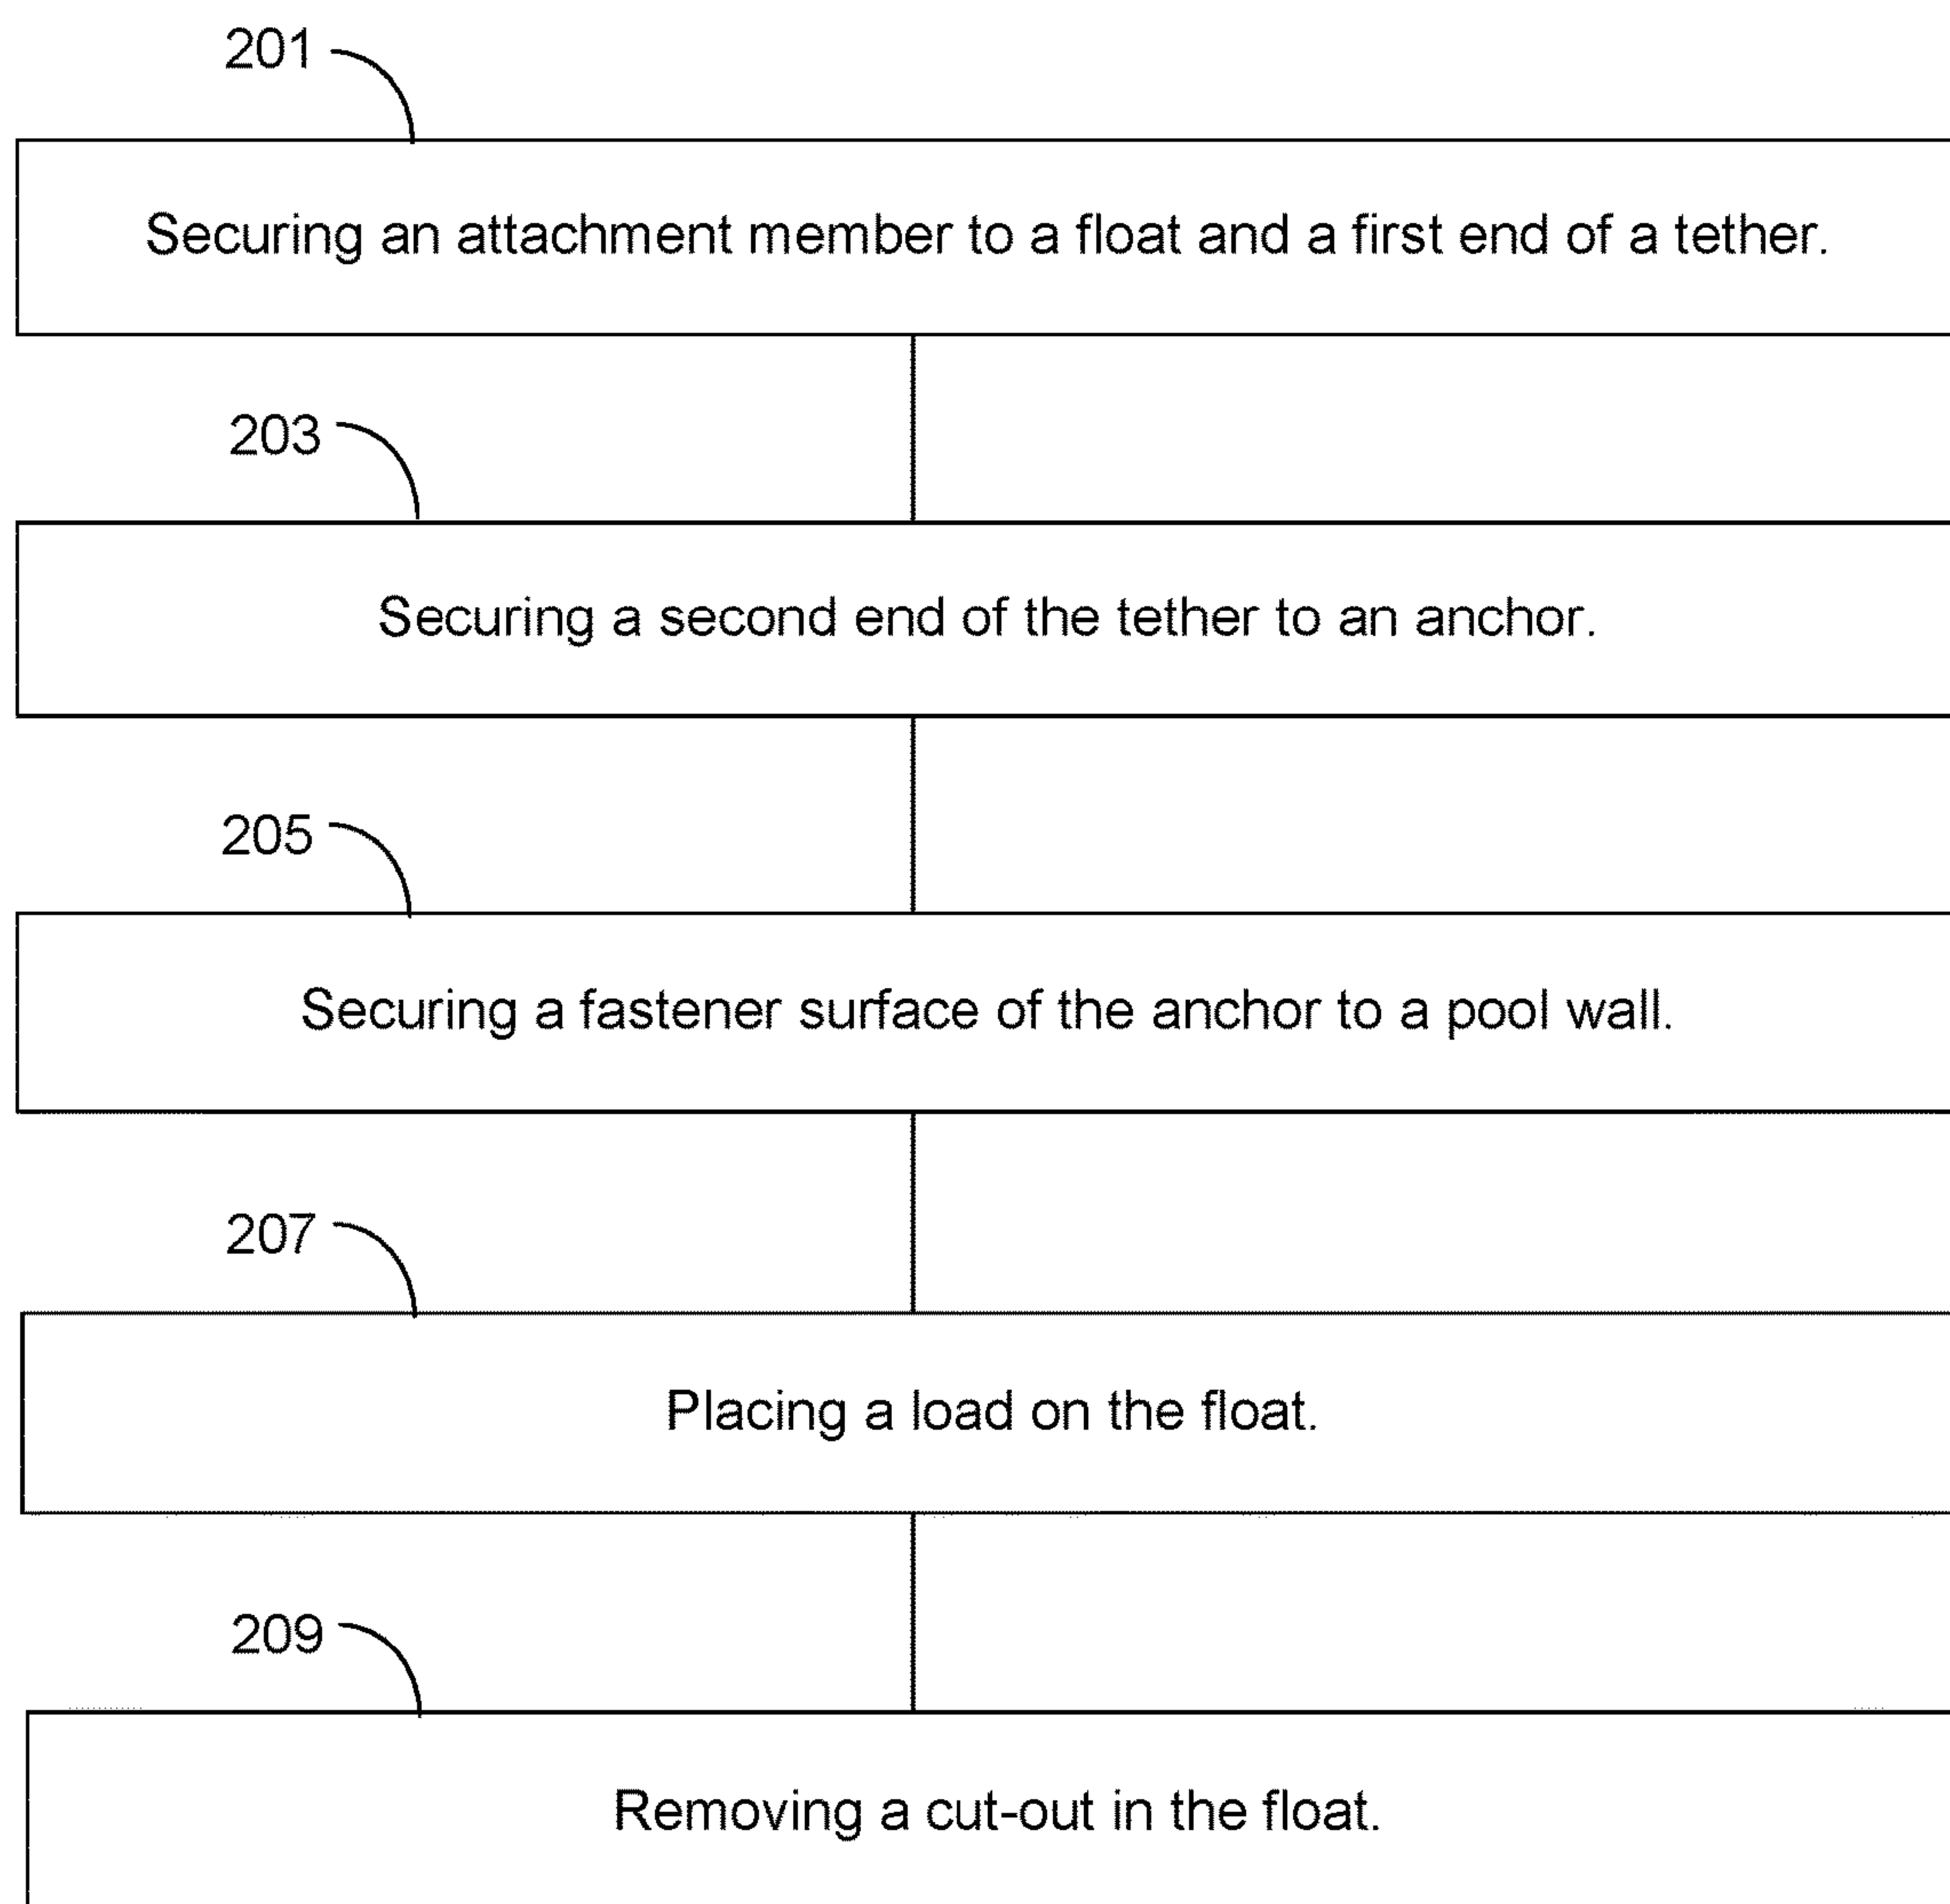 201
Securing an attachment member to a float and a first end of a tether.
203
Securing a second end of the tether to an anchor.
205
Securing a fastener surface of the anchor to a pool wall.
207
Placing a load on the float.
209
Removing a cut-out in the float.